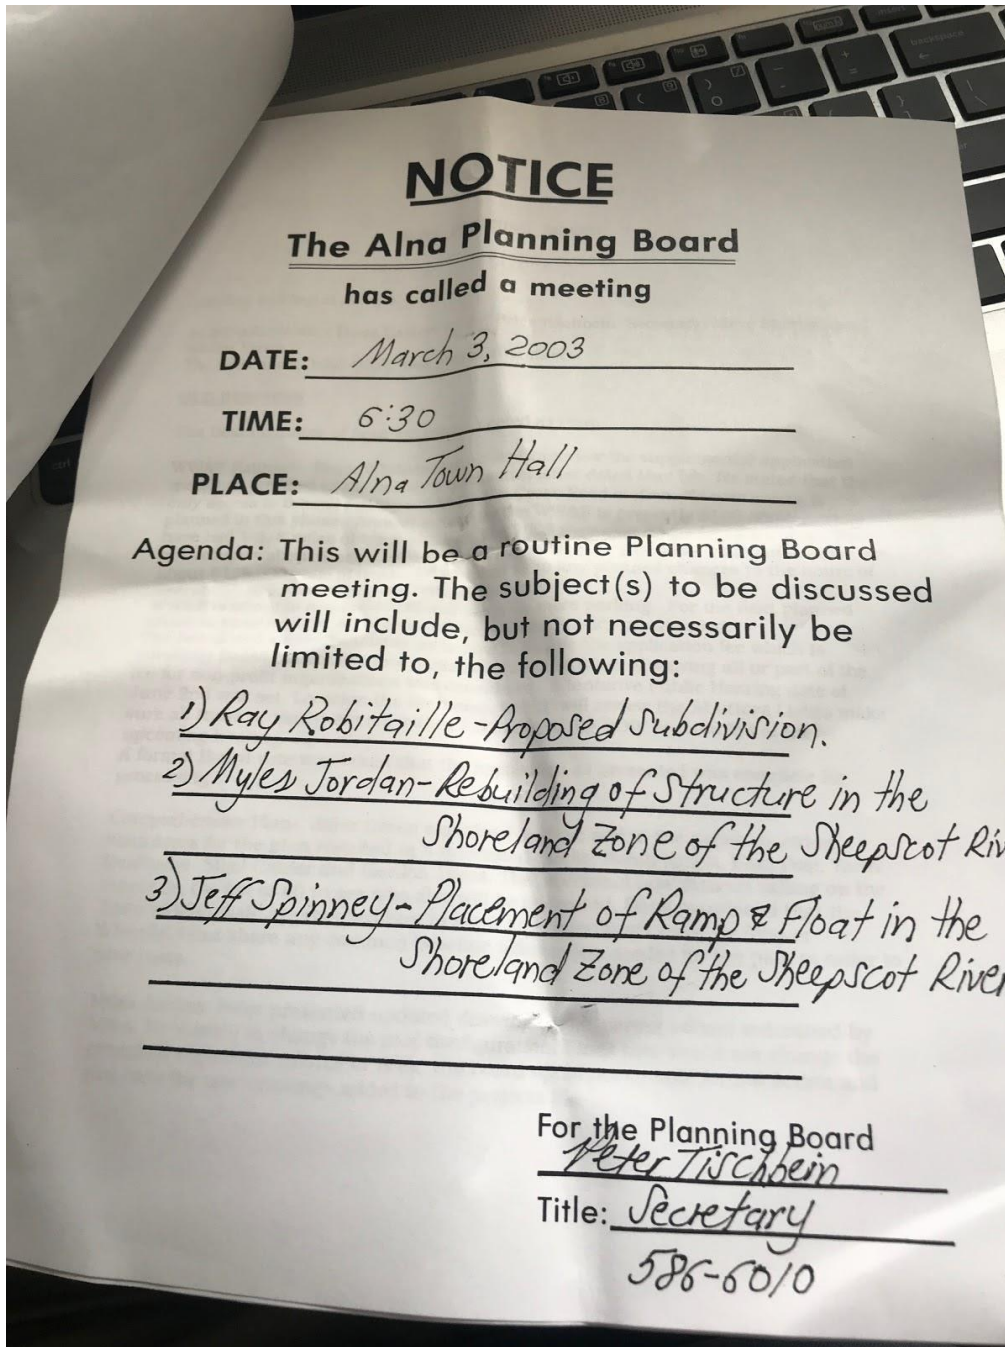 NOTICE
The Alna Planning Board
has called a meeting
DATE: March 3, 2003
TIME: 6:30
PLACE: Alna Town Hall
Agenda: This will be a routine Planning Board
meeting. The subject(s) to be discussed
will include, but not necessarily be
limited to, the following:
1) Ray Robitaille - Proposed Subdivision.
2) Myles Jordan - Rebuilding of Structure in the
Shoreland Zone of the Sheepscot Riv
3) Jeff Spinney - Placement of Ramp & Float in the
Shoreland Zone of the Sheepscot River
For the Planning Board
Peter Tischbein
Title: Secretary
586-6010